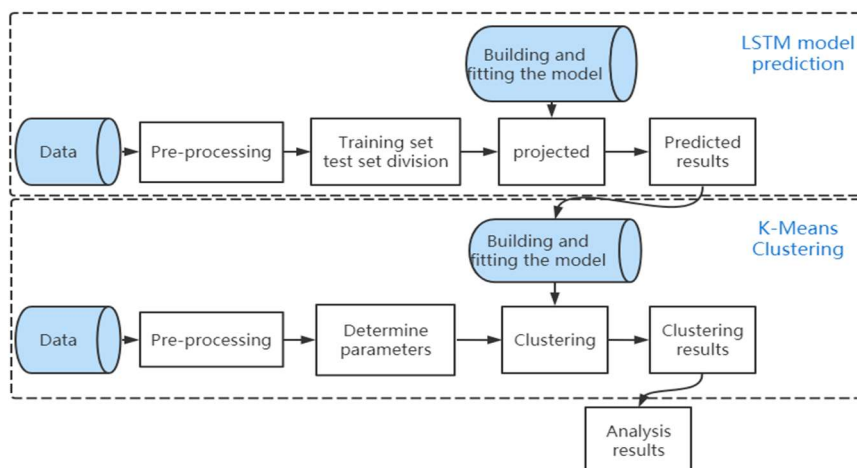 Building and
fitting the model
LSTM model
prediction
Data
Pre-processing
Training set
test set division
projected
Predicted
results
Building and
fitting the model
K-Means
Clustering
Data
Pre-processing
Determine
parameters
Clustering
Clustering
results
Analysis
results